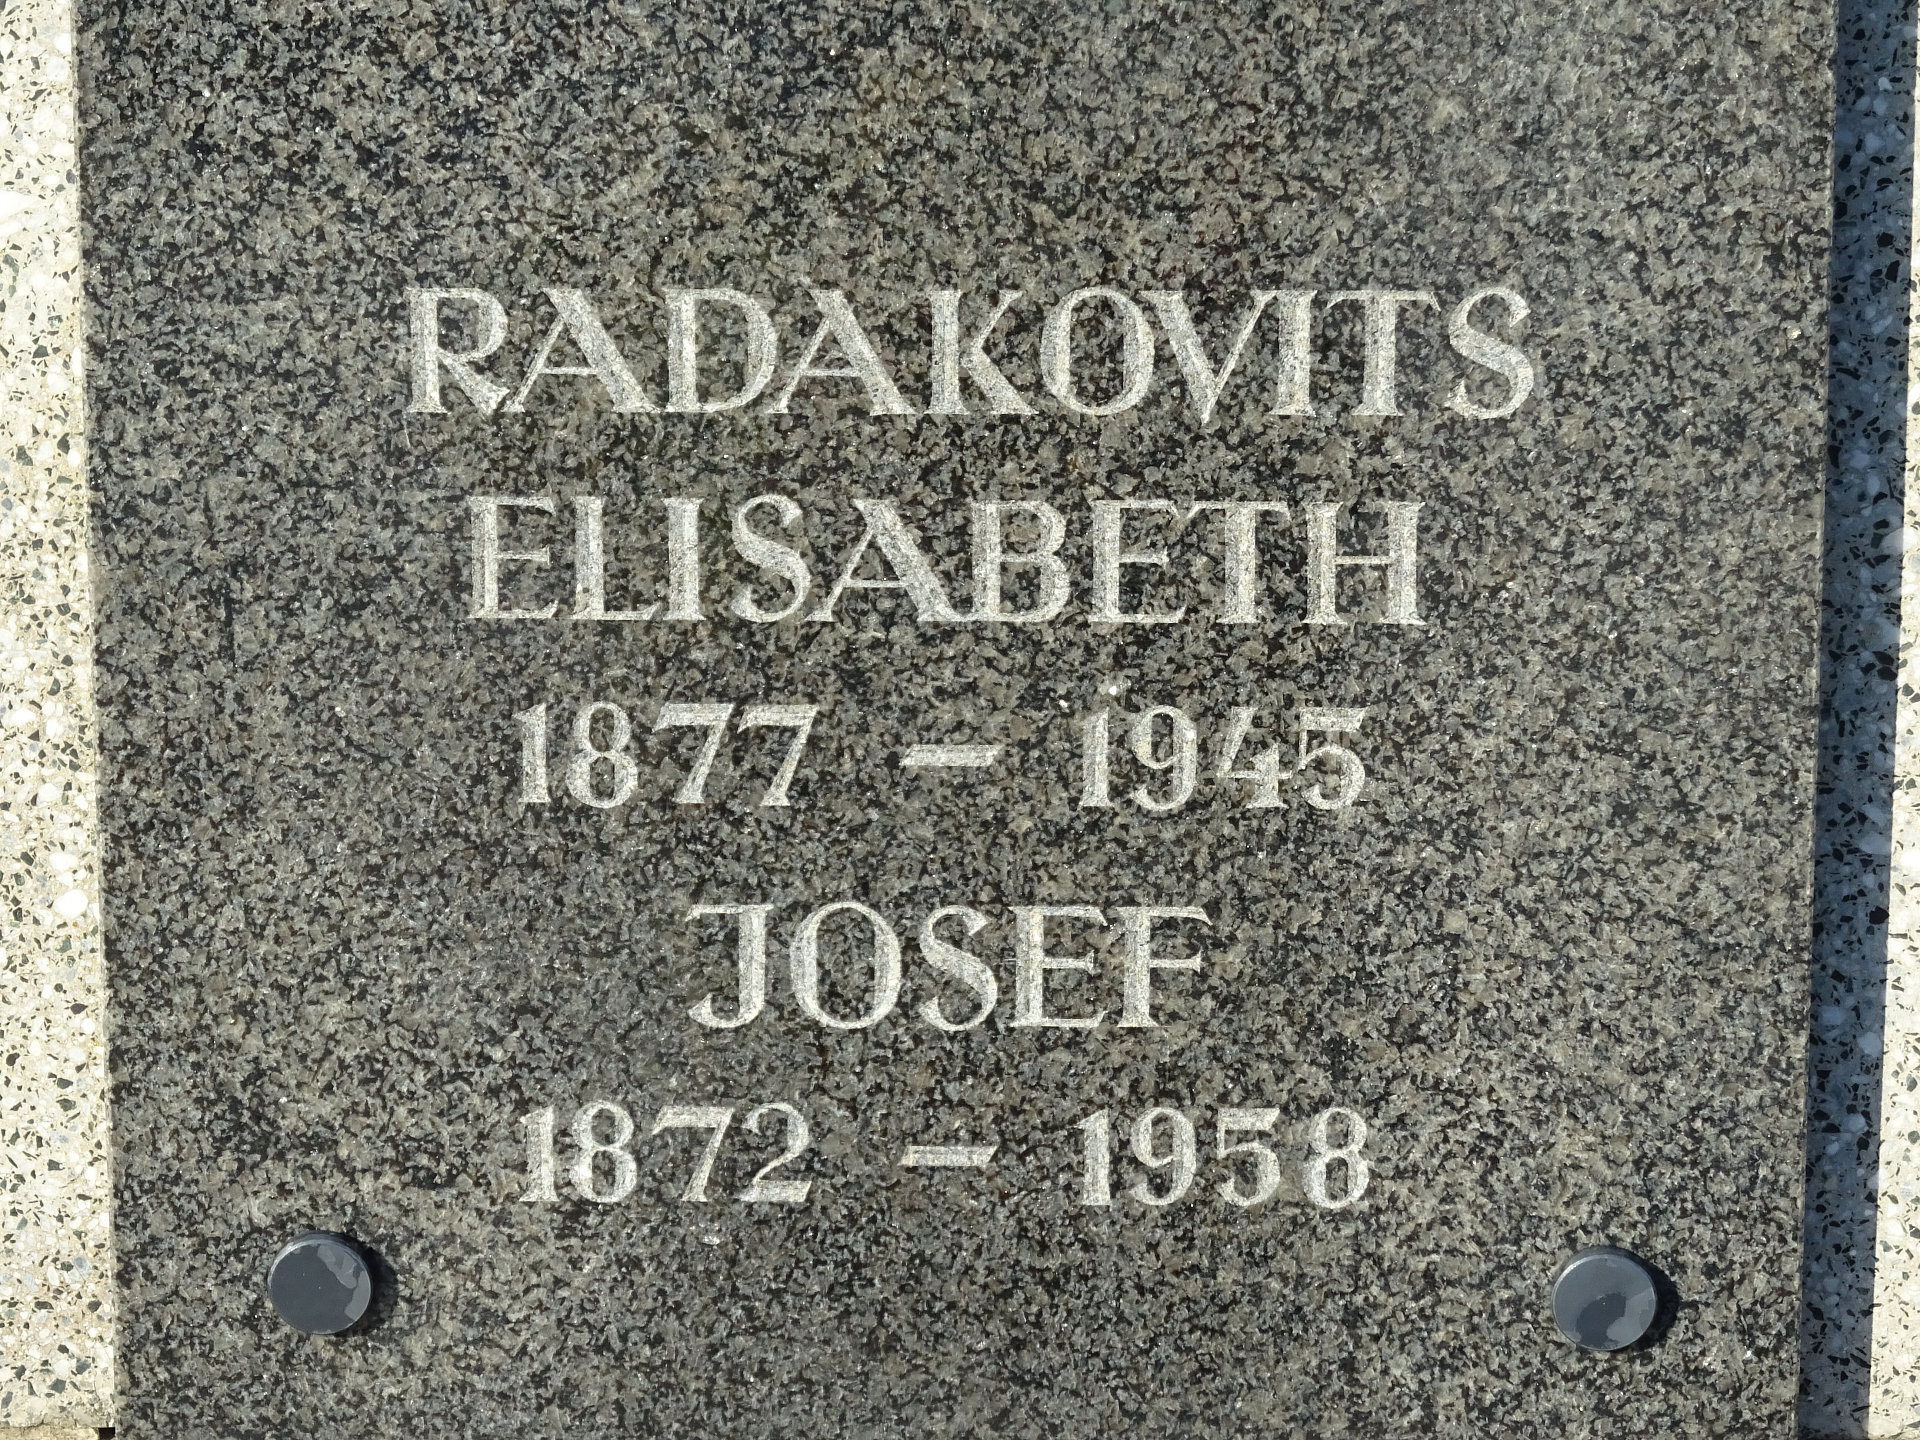 RADAKOVITS
ELISABETH
1877 – 1945
JOSEF
1872 – 1958